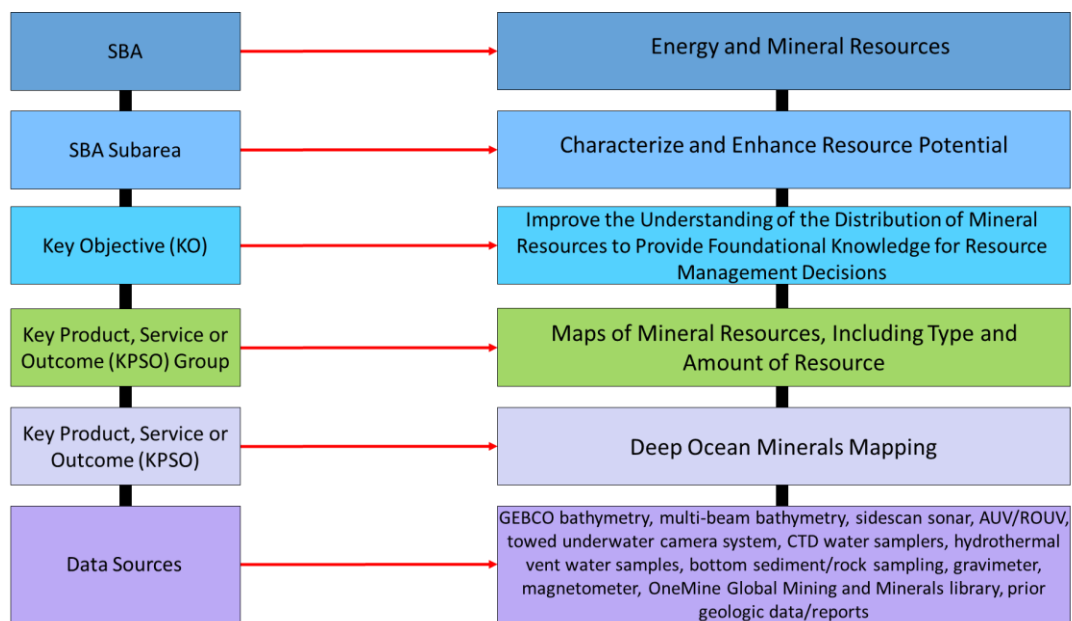 SBA
Energy and Mineral Resources
SBA Subarea
Characterize and Enhance Resource Potential
Key Objective (KO)
Improve the Understanding of the Distribution of Mineral
Resources to Provide Foundational Knowledge for Resource
Management Decisions
Key Product, Service or
Outcome (KPSO) Group
Maps of Mineral Resources, Including Type and
Amount of Resource
Key Product, Service or
Outcome (KPSO)
Deep Ocean Minerals Mapping
Data Sources
GEBCO bathymetry, multi-beam bathymetry, sidescan sonar, AUV/ROUV,
towed underwater camera system, CTD water samplers, hydrothermal
vent water samples, bottom sediment/rock sampling, gravimeter,
magnetometer, OneMine Global Mining and Minerals library, prior
geologic data/reports